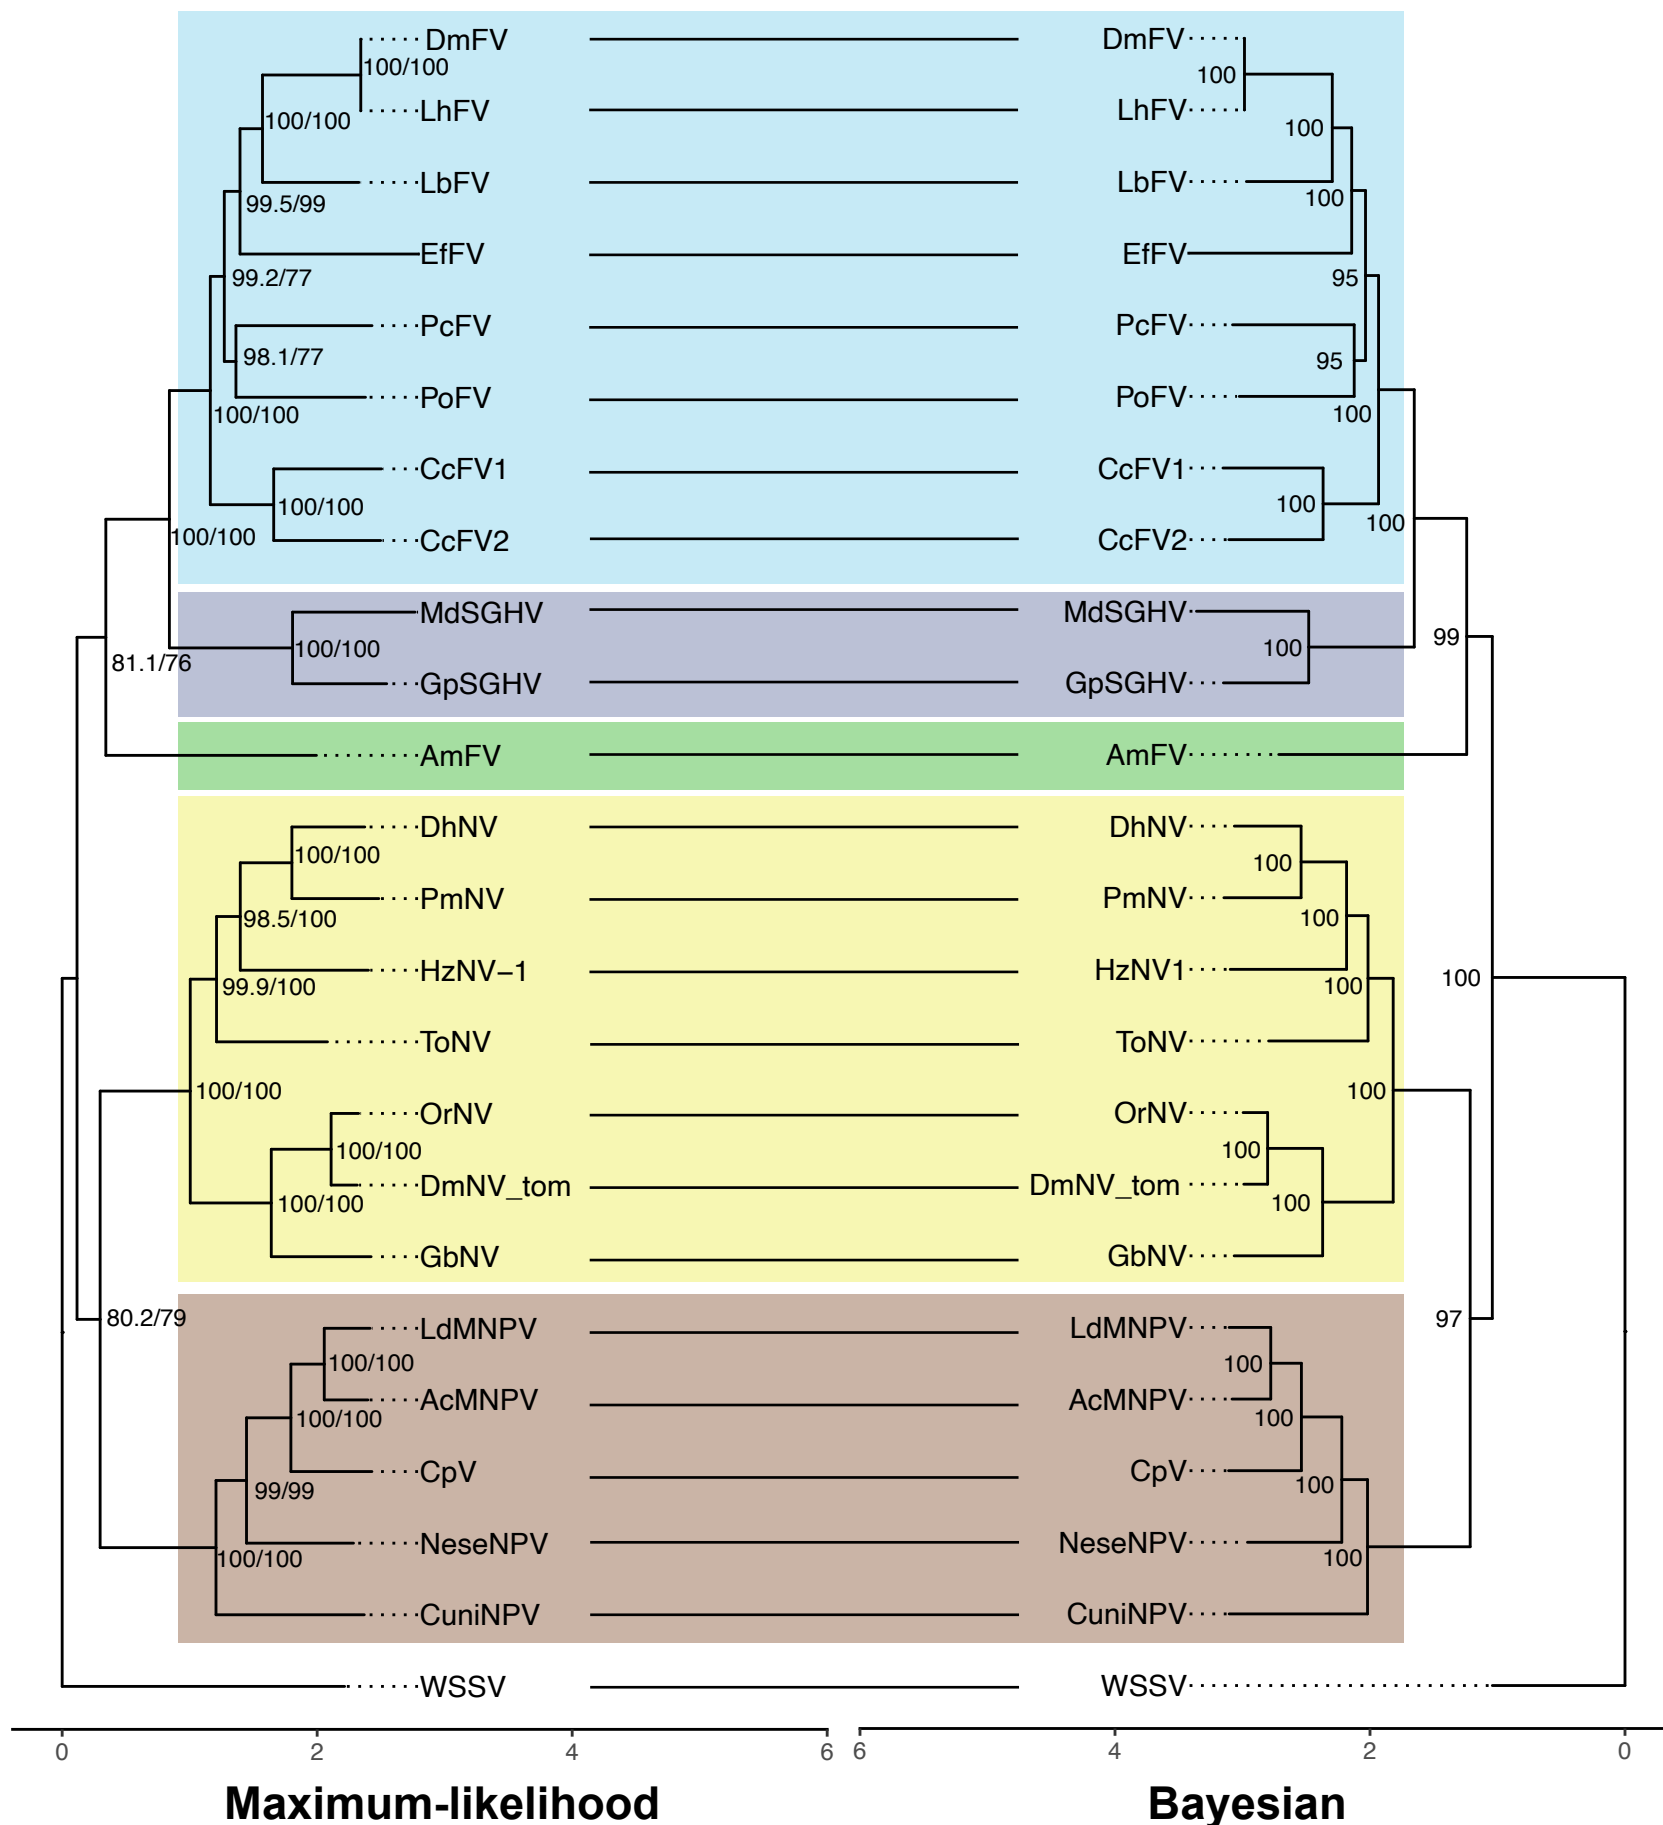 DmFV DmFV
100/100 100
LhFV LhFV
100/100 100
LbFV LbFV
99.5/99 100
EfFV EfFV
99.2/77 95
PcFV PcFV
98.1/77 95
PoFV PoFV
100/100 100
CcFV1 CcFV1
100/100 100
100/100 100
CcFV2 CcFV2
MdSGHV MdSGHV
100/100 100
81.1/76 99
GpSGHV GpSGHV
AmFV AmFV
DhNV DhNV
100/100 100
PmNV PmNV
98.5/100 100
HzNV−1 HzNV1
99.9/100 100
100
ToNV ToNV
100/100 100
OrNV OrNV
100/100 100
DmNV_tom DmNV_tom
100/100 100
GbNV GbNV
80.2/79 97
LdMNPV LdMNPV
100/100 100
AcMNPV AcMNPV
100/100 100
CpV CpV
99/99 100
NeseNPV NeseNPV
100/100 100
CuniNPV CuniNPV
WSSV WSSV
0 2 4 6 6 4 2 0
Maximum-likelihood Bayesian